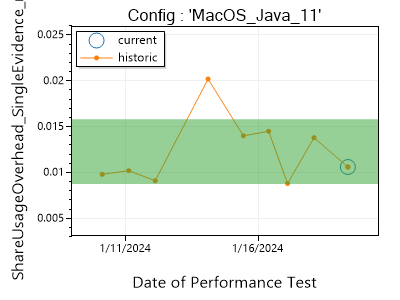 Config : 'MacOS_Java_11'
ShareUsageOverhead_SingleEvidence_
current
historic
0.025
0.02
0.015
0.01
0.005
1/11/2024
1/16/2024
Date of Performance Test